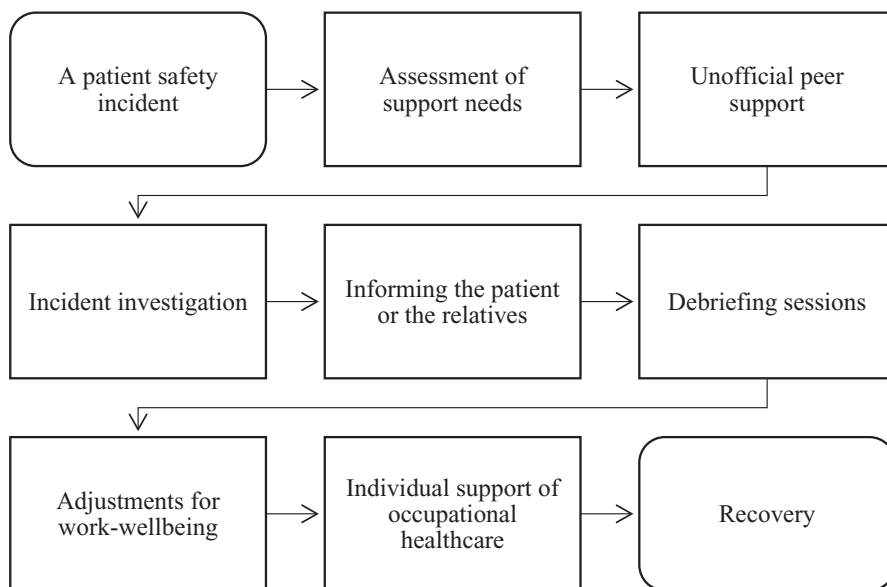 A patient safety
incident
Assessment of
support needs
Unofficial peer
support
Incident investigation
Informing the patient
or the relatives
Debriefing sessions
Adjustments for
work-wellbeing
Individual support of
occupational
healthcare
Recovery